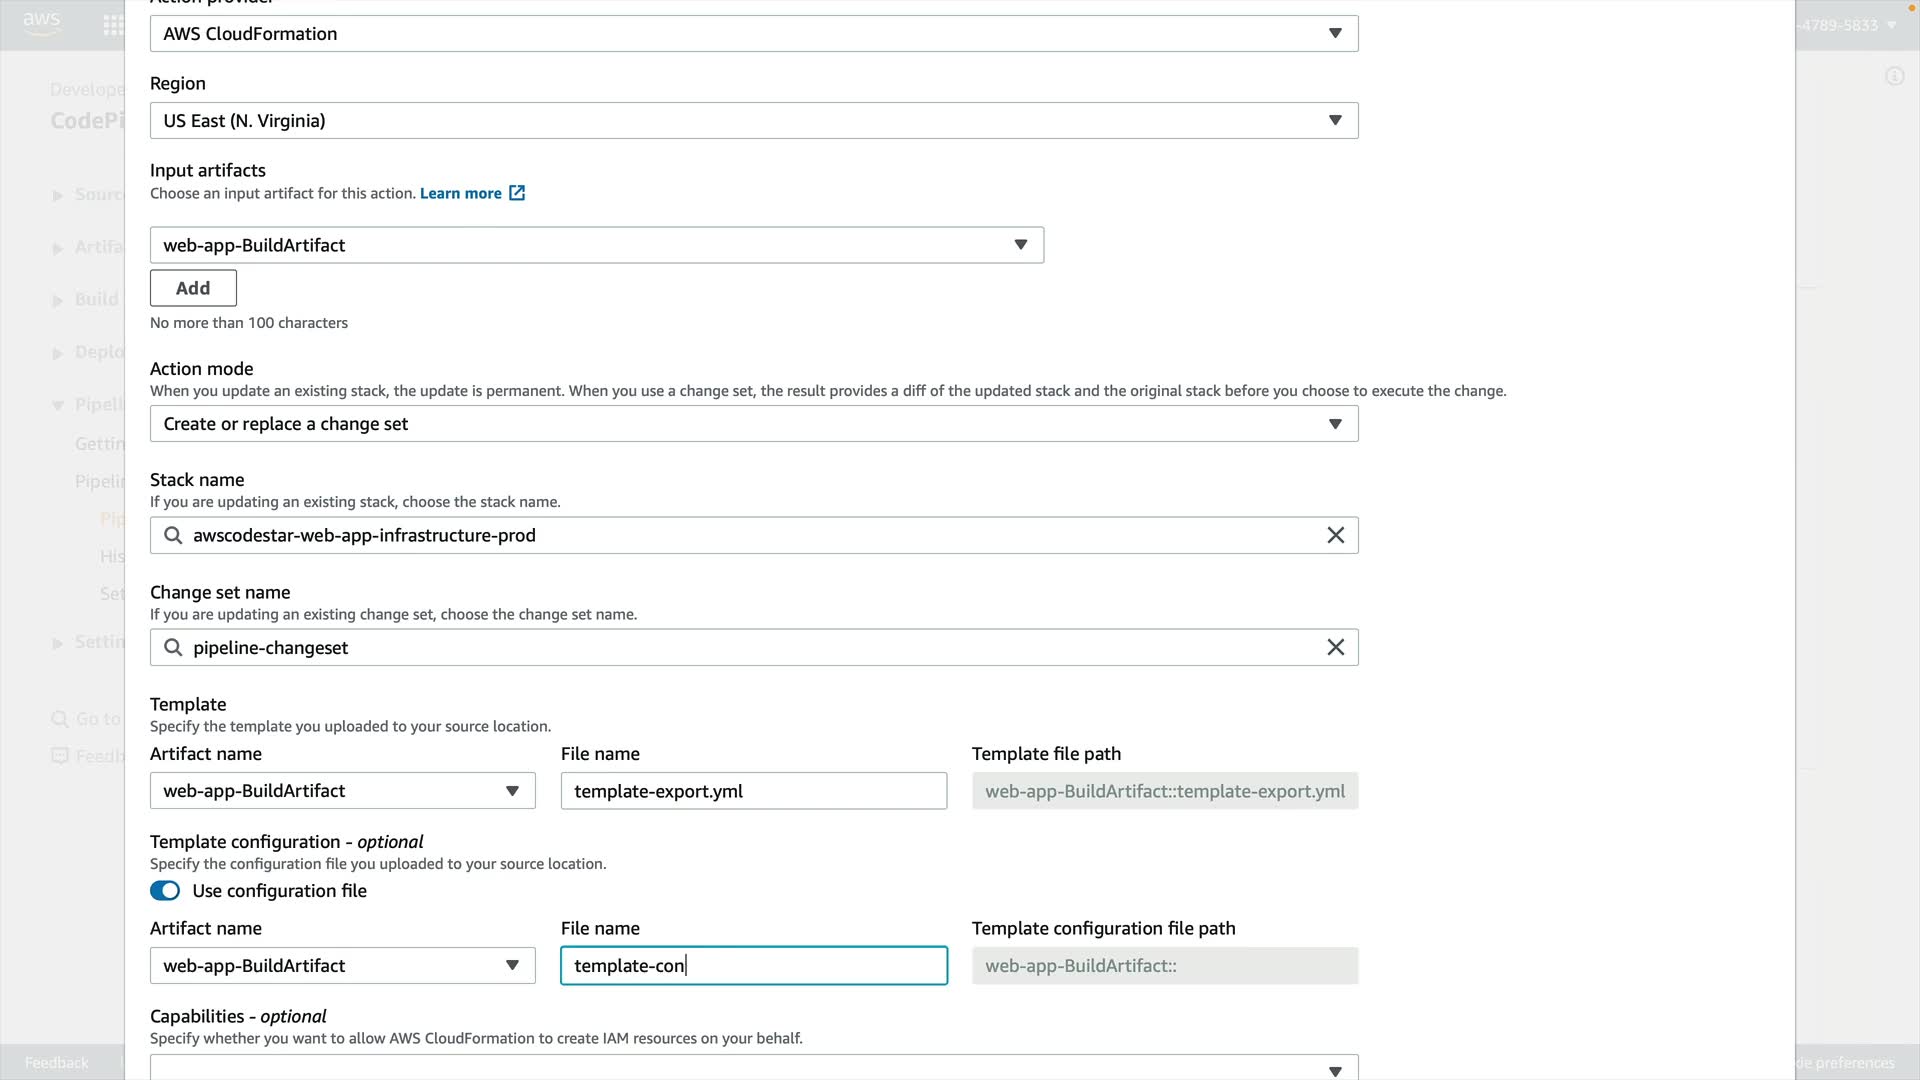 aws
-4789-5833
AWS CloudFormation
Region
US East (N. Virginia)
Input artifacts
Choose an input artifact for this action. Learn more
web-app-BuildArtifact
Add
No more than 100 characters
Action mode
When you update an existing stack, the update is permanent. When you use a change set, the result provides a diff of the updated stack and the original stack before you choose to execute the change.
Create or replace a change set
Stack name
If you are updating an existing stack, choose the stack name.
awscodestar-web-app-infrastructure-prod
Change set name
If you are updating an existing change set, choose the change set name.
pipeline-changeset
Template
Specify the template you uploaded to your source location.
Artifact name File name Template file path
web-app-BuildArtifact template-export.yml web-app-BuildArtifact::template-export.yml
Template configuration - optional
Specify the configuration file you uploaded to your source location.
Use configuration file
Artifact name File name Template configuration file path
web-app-BuildArtifact template-con web-app-BuildArtifact::
Capabilities - optional
Specify whether you want to allow AWS CloudFormation to create IAM resources on your behalf.
Develope
CodePi
Sourc
Artifa
Build
Deplo
Pipeli
Gettin
Pipelin
Pip
His
Set
Settin
Go to
Feedb
Feedback
kie preferences